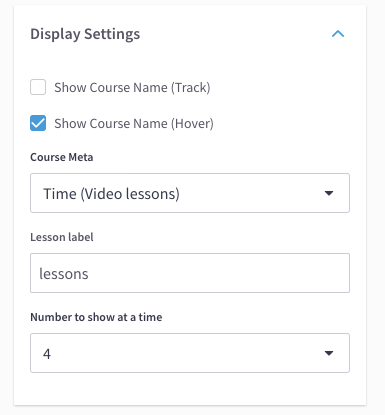 Display Settings
Show Course Name (Track)
Show Course Name (Hover)
Course Meta
Time (Video lessons)
Lesson label
lessons
Number to show at a time
4